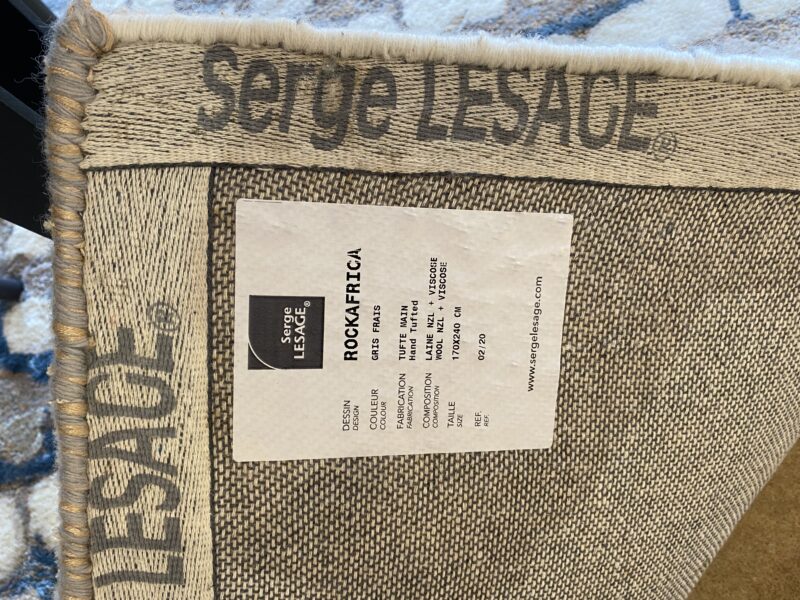 Serge LESAGE®
LESAGE
Serge
LESAGE®
DESSIN
DESIGN
ROCKAFRICA
COULEUR
COLOUR
GRIS FRAIS
FABRICATION
FABRICATION
TUFTE MAIN
Hand Tufted
COMPOSITION
COMPOSITION
LAINE NZL + VISCOSE
WOOL NZL + VISCOSE
TAILLE
SIZE
170X240 CM
REF.
REF.
02/20
www.sergelesage.com